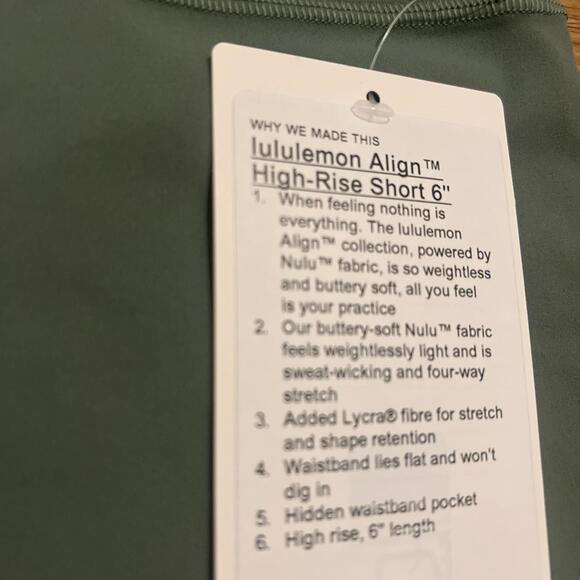 WHY WE MADE THIS
lululemon Align™
High-Rise Short 6"
1. When feeling nothing is
everything. The lululemon
Align™ collection, powered by
Nulu™ fabric, is so weightless
and buttery soft, all you feel
is your practice
2. Our buttery-soft Nulu™ fabric
feels weightlessly light and is
sweat-wicking and four-way
stretch
3. Added Lycra® fibre for stretch
and shape retention
4. Waistband lies flat and won't
dig in
5. Hidden waistband pocket
6. High rise, 6" length